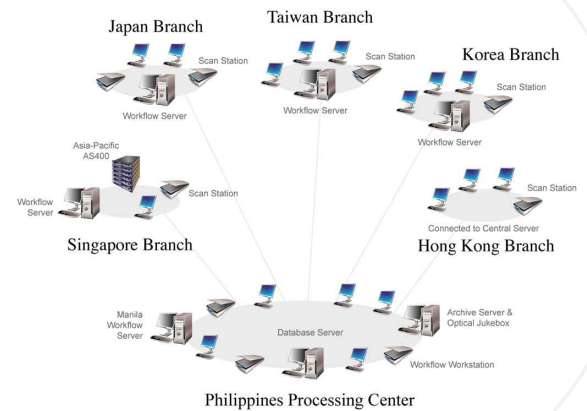 Japan Branch
Scan Station
Workflow Server
Taiwan Branch
Scan Station
Workflow Server
Korea Branch
Scan Station
Workflow Server
Asia-Pacific
AS400
Workflow
Server
Scan Station
Singapore Branch
Scan Station
Connected to Central Server
Hong Kong Branch
Manila
Workflow
Server
Database Server
Archive Server &
Optical Jukebox
Workflow Workstation
Philippines Processing Center